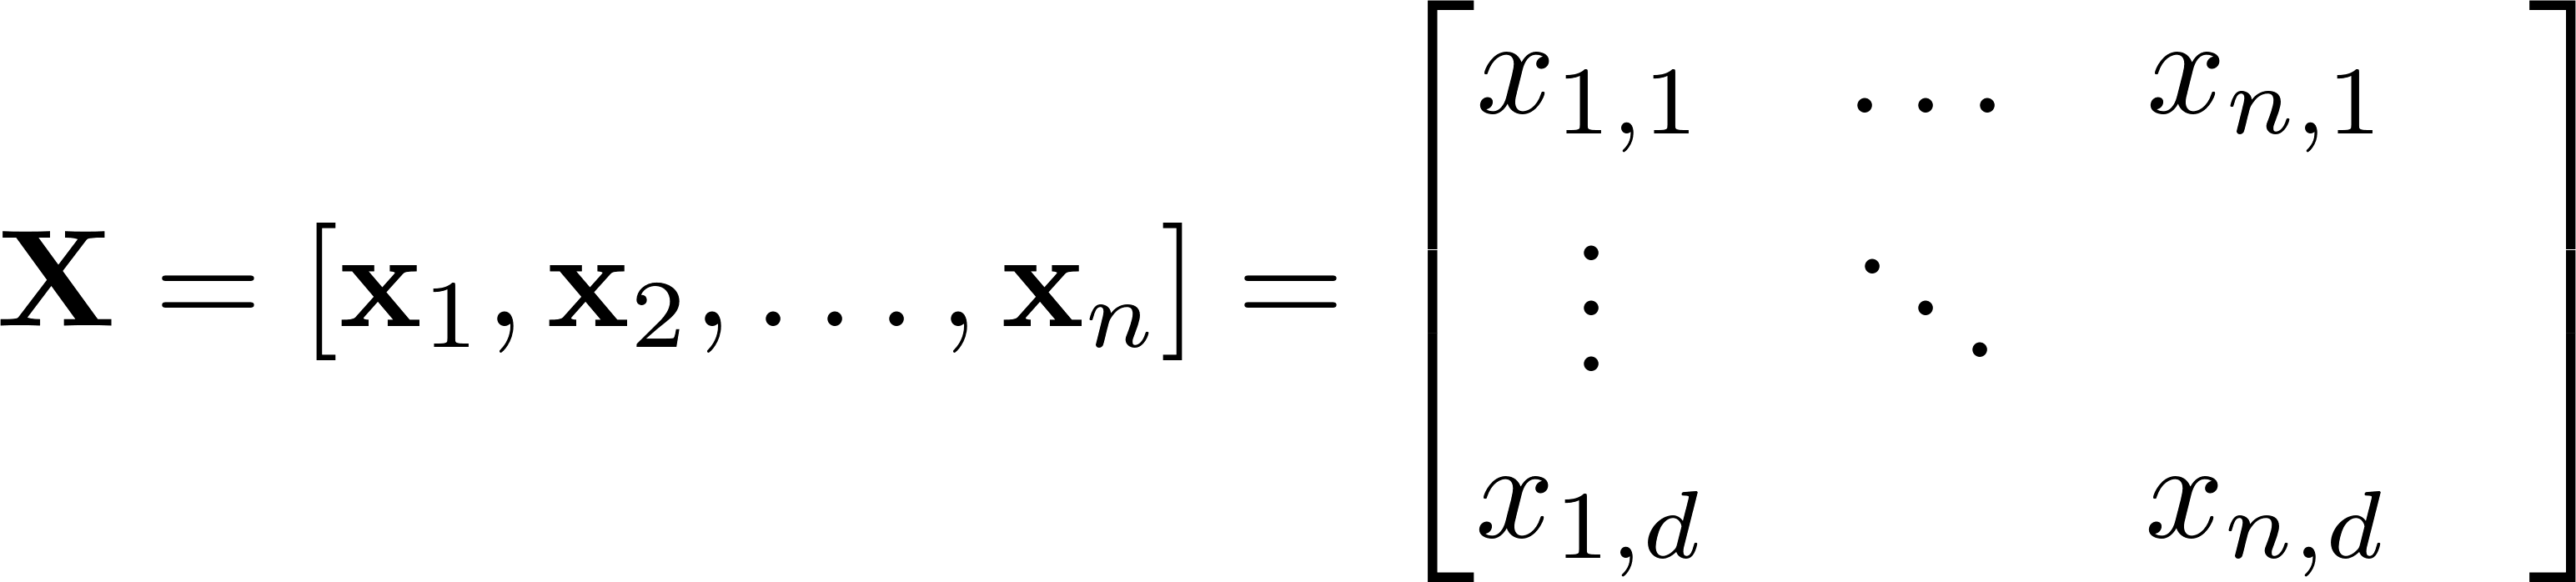 𝐗 = [𝐱₁, 𝐱₂, . . . , 𝐱ₙ] = [ x₁,₁ . . . xₙ,₁
⋮ ⋱
x₁,d xₙ,d ]